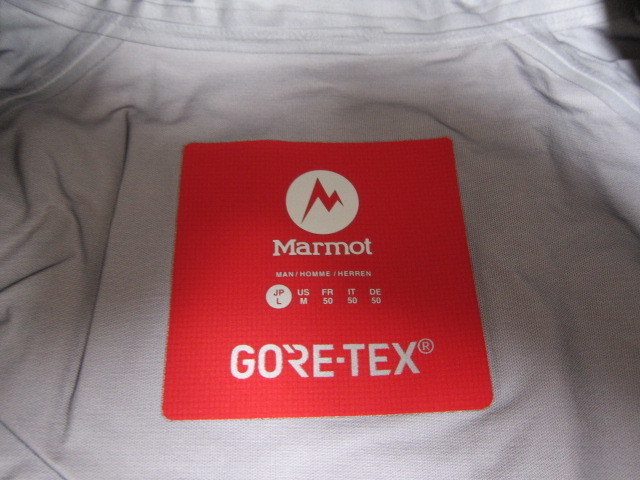 Marmot
MAN / HOMME / HERREN
JP US FR IT DE
L M 50 50 50
GORE-TEX®